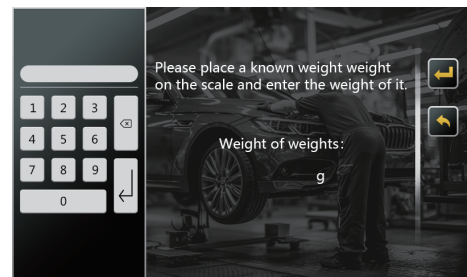 Please place a known weight weight
on the scale and enter the weight of it.
1 2 3
4 5 6
7 8 9
0
Weight of weights:
g